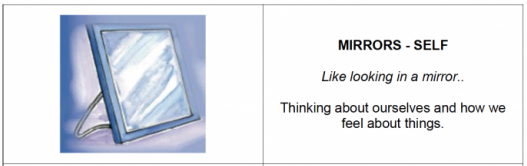 MIRRORS - SELF
Like looking in a mirror..
Thinking about ourselves and how we
feel about things.